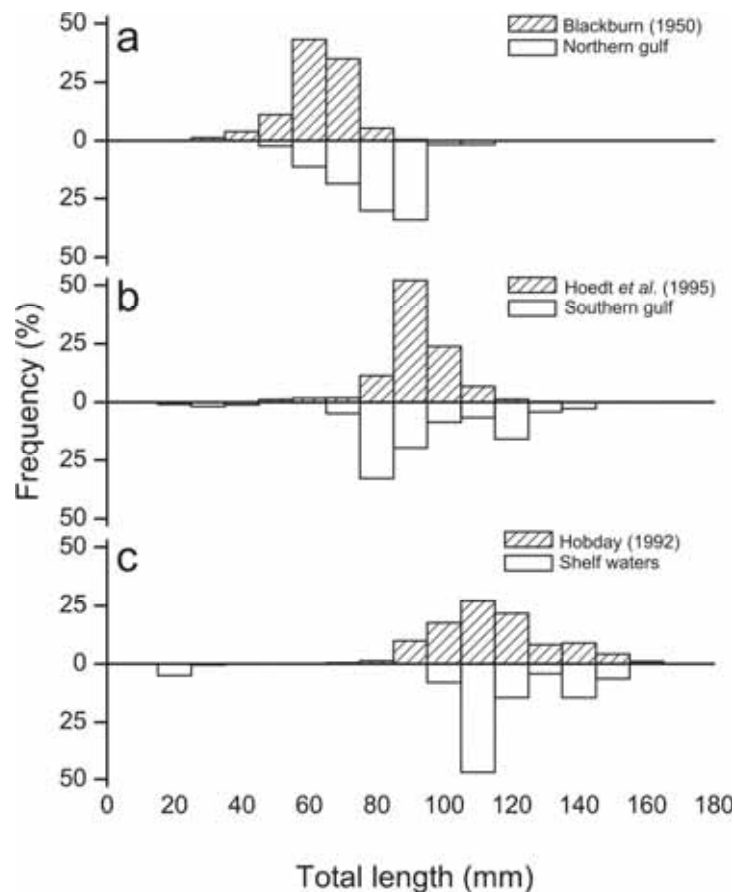 50
a
Blackburn (1950)
Northern gulf
25
0
25
50
50
b
Hoedt et al. (1995)
Southern gulf
25
0
25
50
50
c
Hobday (1992)
Shelf waters
25
0
25
50
Frequency (%)
0 20 40 60 80 100 120 140 160 180
Total length (mm)